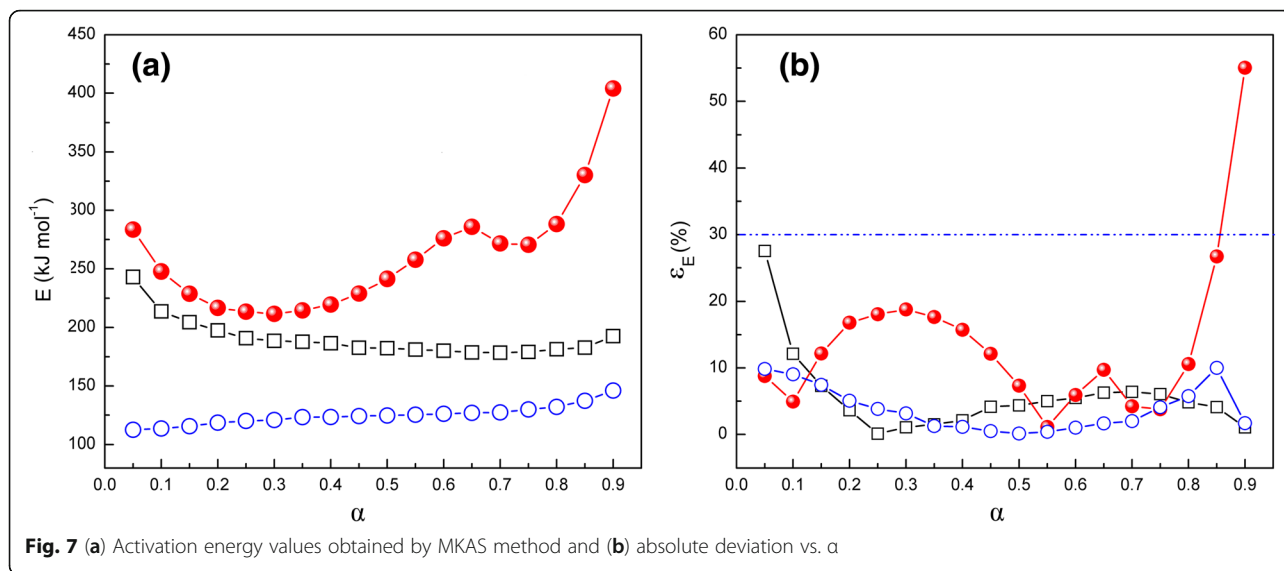 (a)
E (kJ mol⁻¹)
450
400
350
300
250
200
150
100
0.0 0.1 0.2 0.3 0.4 0.5 0.6 0.7 0.8 0.9
α
(b)
ε_E (%)
60
50
40
30
20
10
0
0.0 0.1 0.2 0.3 0.4 0.5 0.6 0.7 0.8 0.9
α
Fig. 7 (a) Activation energy values obtained by MKAS method and (b) absolute deviation vs. α